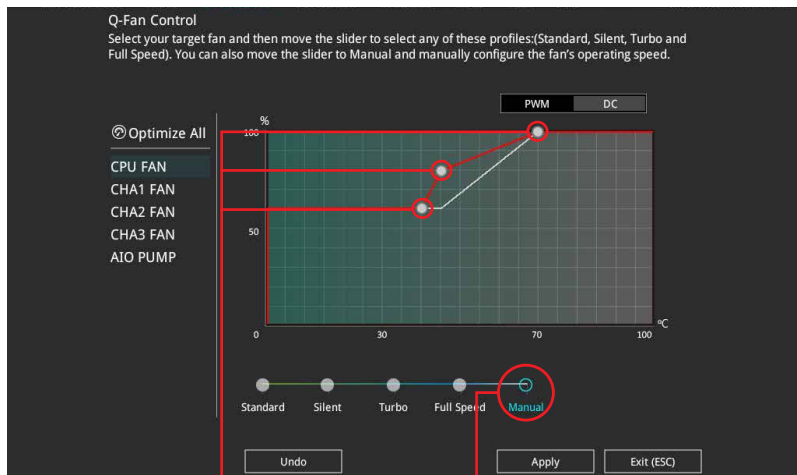 Q-Fan Control
Select your target fan and then move the slider to select any of these profiles:(Standard, Silent, Turbo and
Full Speed). You can also move the slider to Manual and manually configure the fan's operating speed.
PWM DC
%
Optimize All
CPU FAN
CHA1 FAN
CHA2 FAN
CHA3 FAN
AIO PUMP
100
50
0 30 70 100 ºC
Standard Silent Turbo Full Speed Manual
Undo Apply Exit (ESC)